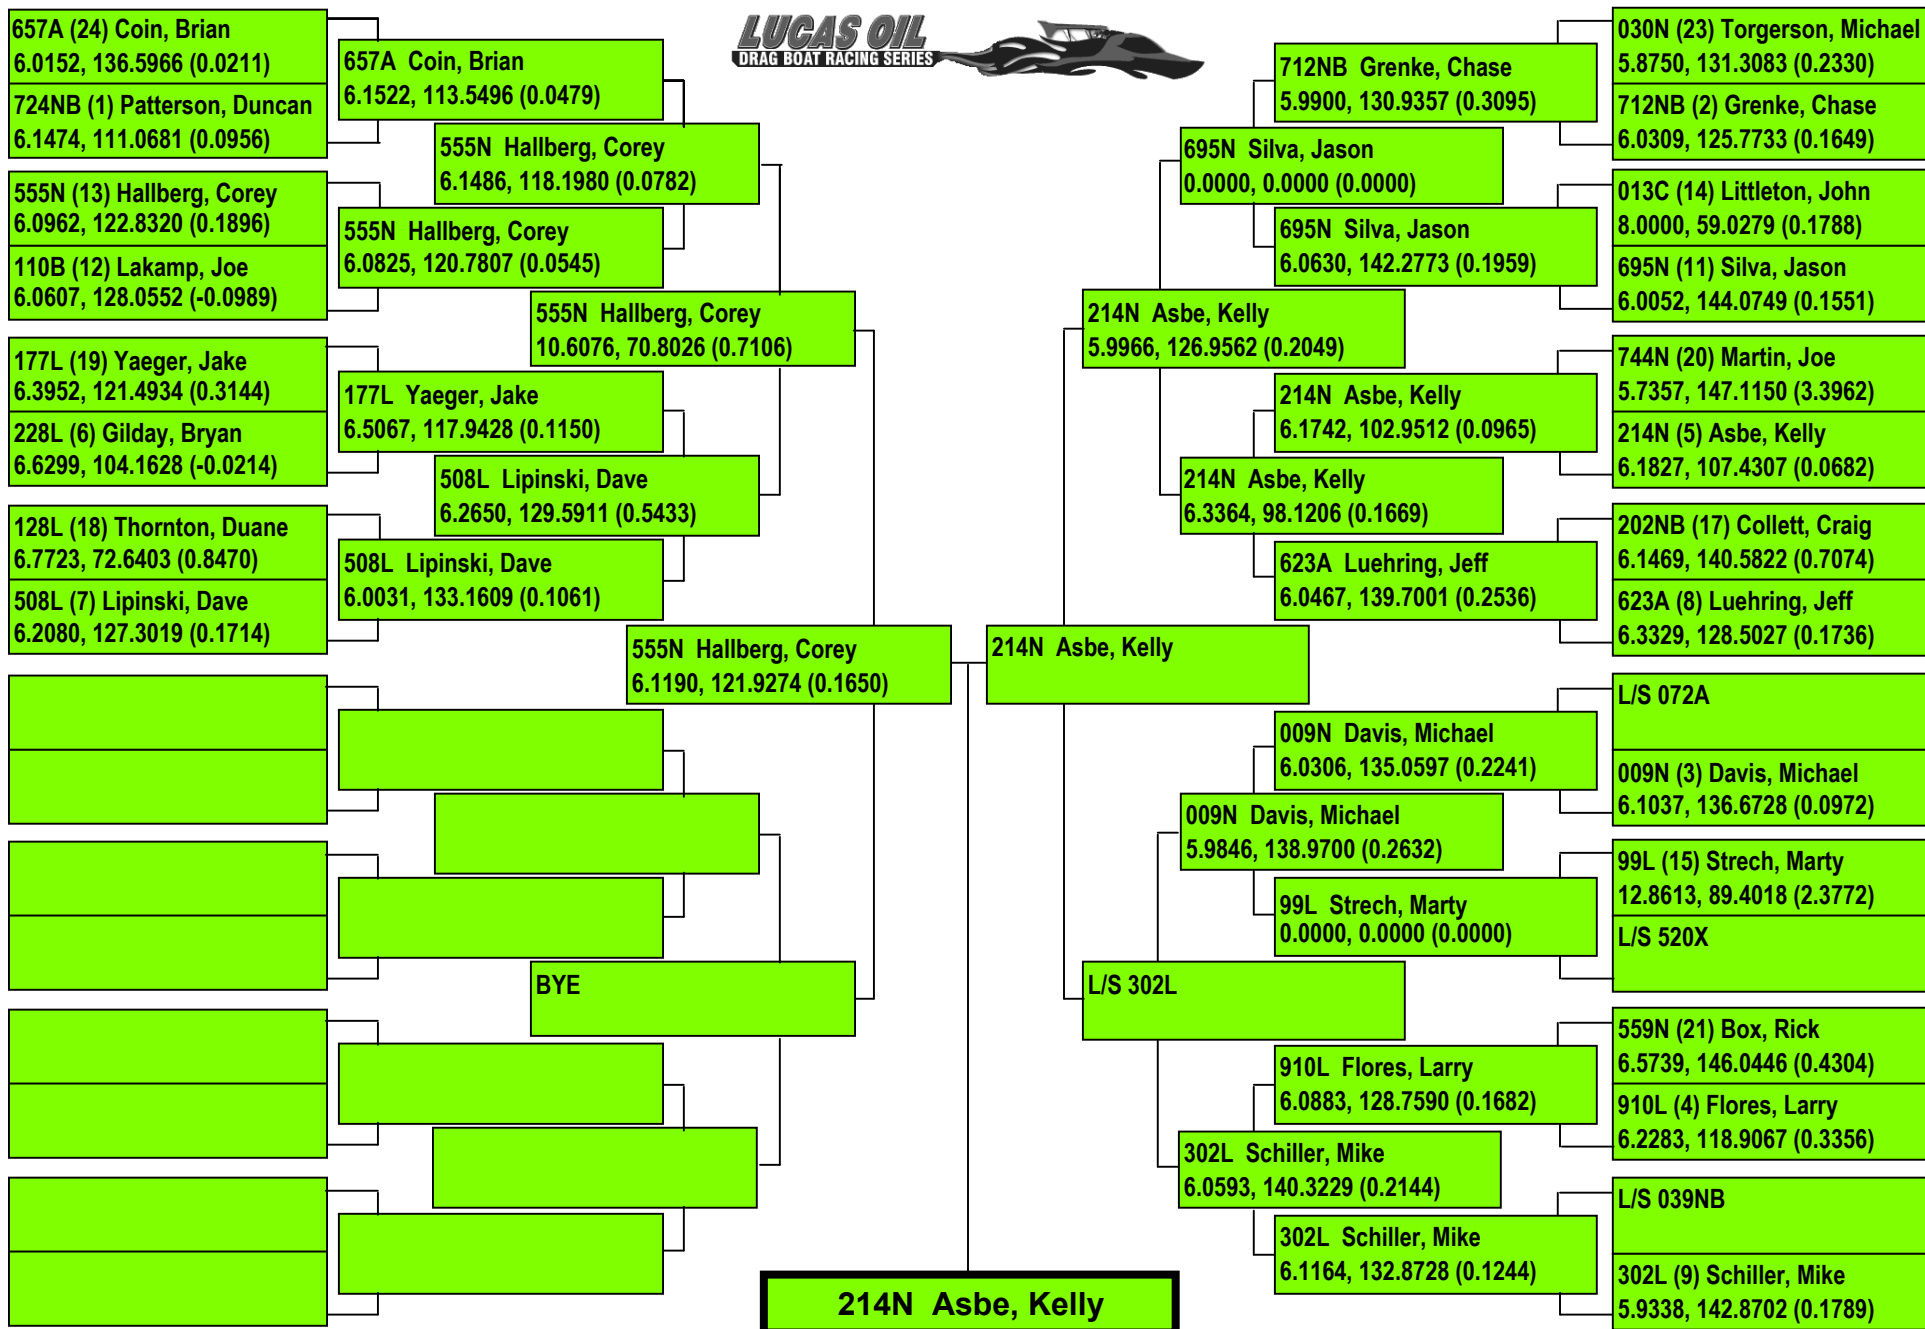 657A (24) Coin, Brian
6.0152, 136.5966 (0.0211)
724NB (1) Patterson, Duncan
6.1474, 111.0681 (0.0956)
555N (13) Hallberg, Corey
6.0962, 122.8320 (0.1896)
110B (12) Lakamp, Joe
6.0607, 128.0552 (-0.0989)
177L (19) Yaeger, Jake
6.3952, 121.4934 (0.3144)
228L (6) Gilday, Bryan
6.6299, 104.1628 (-0.0214)
128L (18) Thornton, Duane
6.7723, 72.6403 (0.8470)
508L (7) Lipinski, Dave
6.2080, 127.3019 (0.1714)
657A Coin, Brian
6.1522, 113.5496 (0.0479)
555N Hallberg, Corey
6.0825, 120.7807 (0.0545)
177L Yaeger, Jake
6.5067, 117.9428 (0.1150)
508L Lipinski, Dave
6.0031, 133.1609 (0.1061)
555N Hallberg, Corey
6.1486, 118.1980 (0.0782)
508L Lipinski, Dave
6.2650, 129.5911 (0.5433)
555N Hallberg, Corey
10.6076, 70.8026 (0.7106)
BYE
555N Hallberg, Corey
6.1190, 121.9274 (0.1650)
LUCAS OIL
DRAG BOAT RACING SERIES
214N Asbe, Kelly
214N Asbe, Kelly
5.9966, 126.9562 (0.2049)
L/S 302L
695N Silva, Jason
0.0000, 0.0000 (0.0000)
214N Asbe, Kelly
6.3364, 98.1206 (0.1669)
009N Davis, Michael
5.9846, 138.9700 (0.2632)
302L Schiller, Mike
6.0593, 140.3229 (0.2144)
712NB Grenke, Chase
5.9900, 130.9357 (0.3095)
695N Silva, Jason
6.0630, 142.2773 (0.1959)
214N Asbe, Kelly
6.1742, 102.9512 (0.0965)
623A Luehring, Jeff
6.0467, 139.7001 (0.2536)
009N Davis, Michael
6.0306, 135.0597 (0.2241)
99L Strech, Marty
0.0000, 0.0000 (0.0000)
910L Flores, Larry
6.0883, 128.7590 (0.1682)
302L Schiller, Mike
6.1164, 132.8728 (0.1244)
030N (23) Torgerson, Michael
5.8750, 131.3083 (0.2330)
712NB (2) Grenke, Chase
6.0309, 125.7733 (0.1649)
013C (14) Littleton, John
8.0000, 59.0279 (0.1788)
695N (11) Silva, Jason
6.0052, 144.0749 (0.1551)
744N (20) Martin, Joe
5.7357, 147.1150 (3.3962)
214N (5) Asbe, Kelly
6.1827, 107.4307 (0.0682)
202NB (17) Collett, Craig
6.1469, 140.5822 (0.7074)
623A (8) Luehring, Jeff
6.3329, 128.5027 (0.1736)
L/S 072A
009N (3) Davis, Michael
6.1037, 136.6728 (0.0972)
99L (15) Strech, Marty
12.8613, 89.4018 (2.3772)
L/S 520X
559N (21) Box, Rick
6.5739, 146.0446 (0.4304)
910L (4) Flores, Larry
6.2283, 118.9067 (0.3356)
L/S 039NB
302L (9) Schiller, Mike
5.9338, 142.8702 (0.1789)
214N Asbe, Kelly